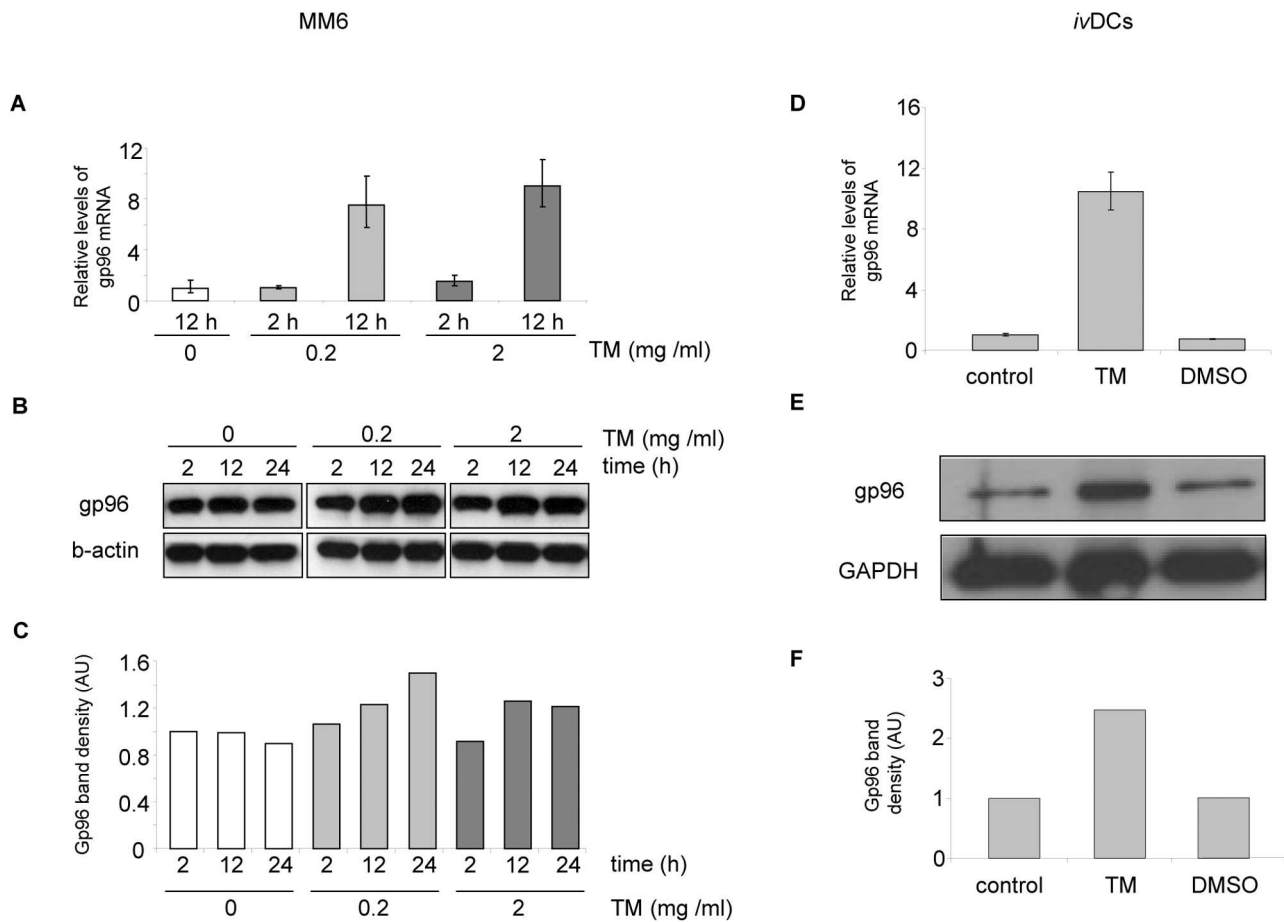 MM6
ivDCs
A
Relative levels of
gp96 mRNA
12
8
4
0
12 h 2 h 12 h 2 h 12 h
0 0.2 2 TM (mg /ml)
B
0 0.2 2 TM (mg /ml)
2 12 24 2 12 24 2 12 24 time (h)
gp96
b-actin
C
Gp96 band density (AU)
1.6
1.2
0.8
0.4
0
2 12 24 2 12 24 2 12 24 time (h)
0 0.2 2 TM (mg /ml)
D
Relative levels of
gp96 mRNA
16
12
8
4
0
control TM DMSO
E
gp96
GAPDH
F
Gp96 band
density (AU)
3
2
1
0
control TM DMSO